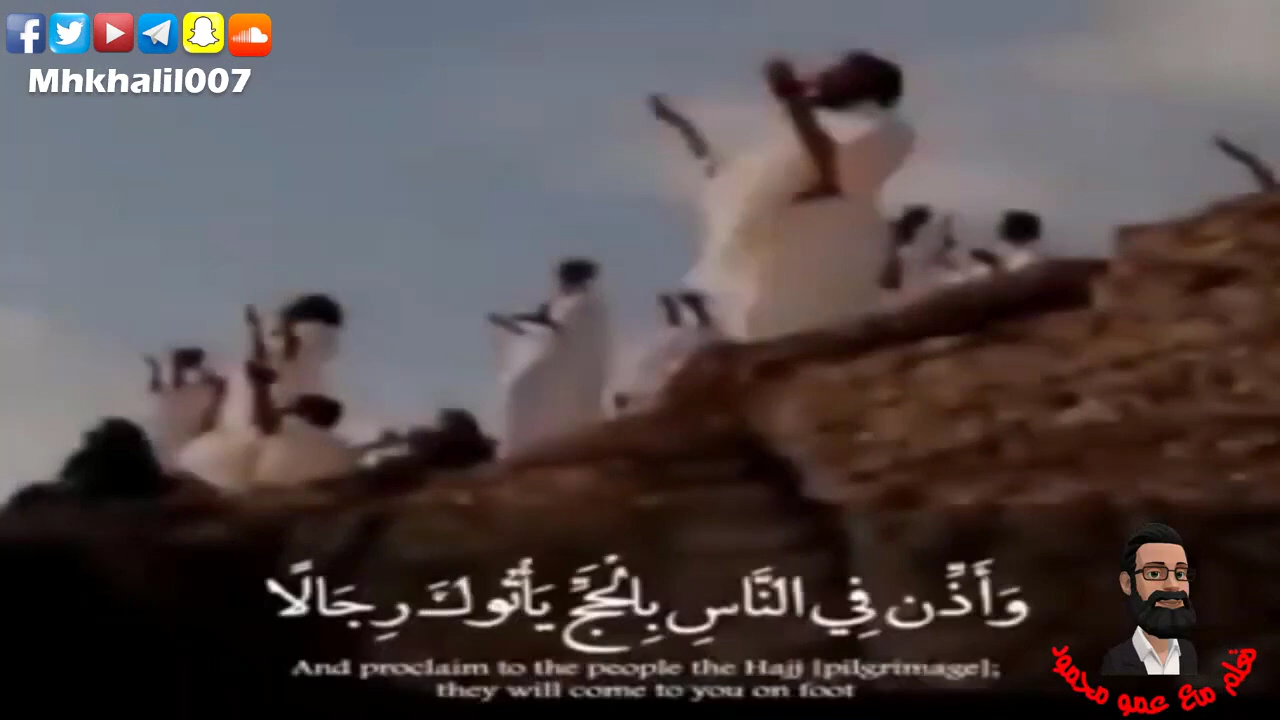 Mhkhalil007
وَأَذِّن فِي النَّاسِ بِالْحَجِّ يَأْتُوكَ رِجَالًا
And proclaim to the people the Hajj [pilgrimage];
they will come to you on foot
تعلم مع عمو محمود